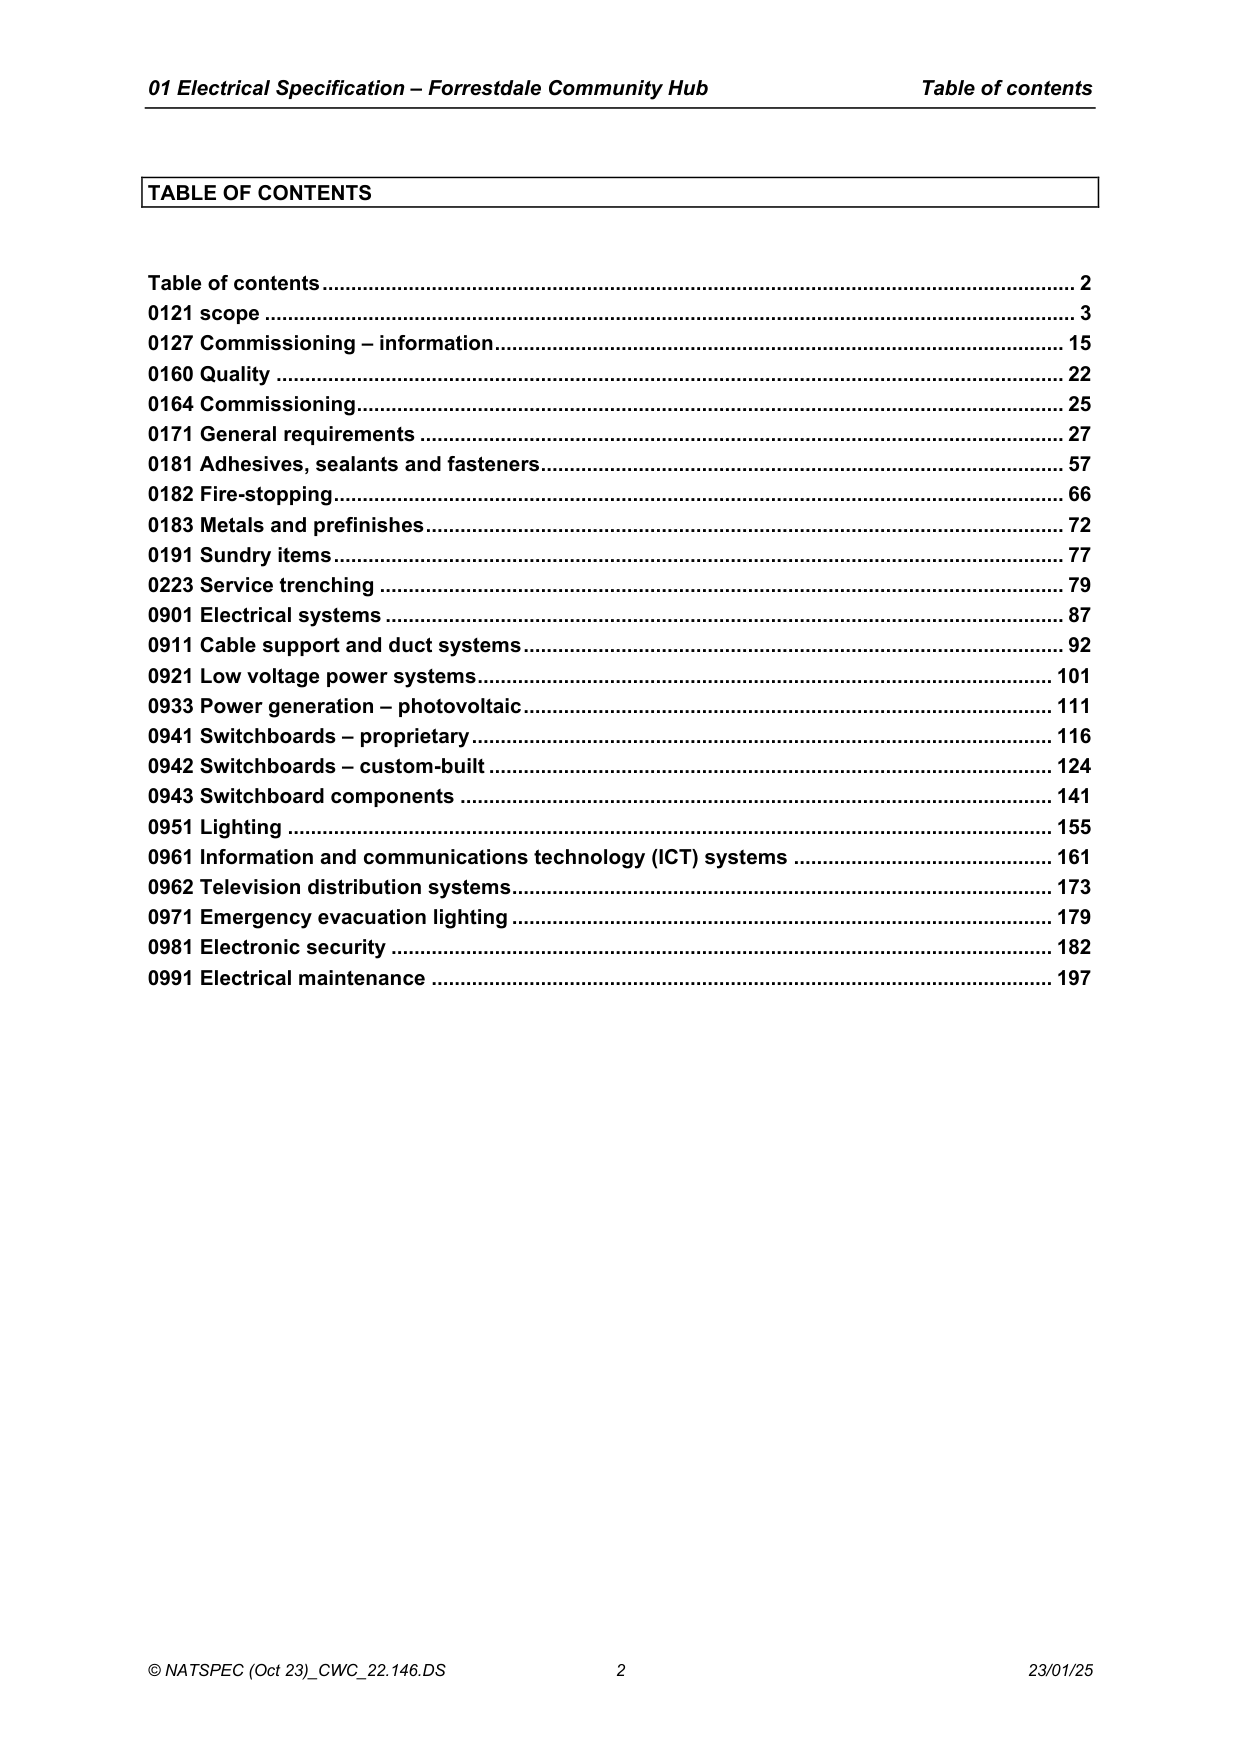 01 Electrical Specification – Forrestdale Community Hub Table of contents
TABLE OF CONTENTS
Table of contents 2
0121 scope 3
0127 Commissioning – information 15
0160 Quality 22
0164 Commissioning 25
0171 General requirements 27
0181 Adhesives, sealants and fasteners 57
0182 Fire-stopping 66
0183 Metals and prefinishes 72
0191 Sundry items 77
0223 Service trenching 79
0901 Electrical systems 87
0911 Cable support and duct systems 92
0921 Low voltage power systems 101
0933 Power generation – photovoltaic 111
0941 Switchboards – proprietary 116
0942 Switchboards – custom-built 124
0943 Switchboard components 141
0951 Lighting 155
0961 Information and communications technology (ICT) systems 161
0962 Television distribution systems 173
0971 Emergency evacuation lighting 179
0981 Electronic security 182
0991 Electrical maintenance 197
© NATSPEC (Oct 23)_CWC_22.146.DS 2 23/01/25